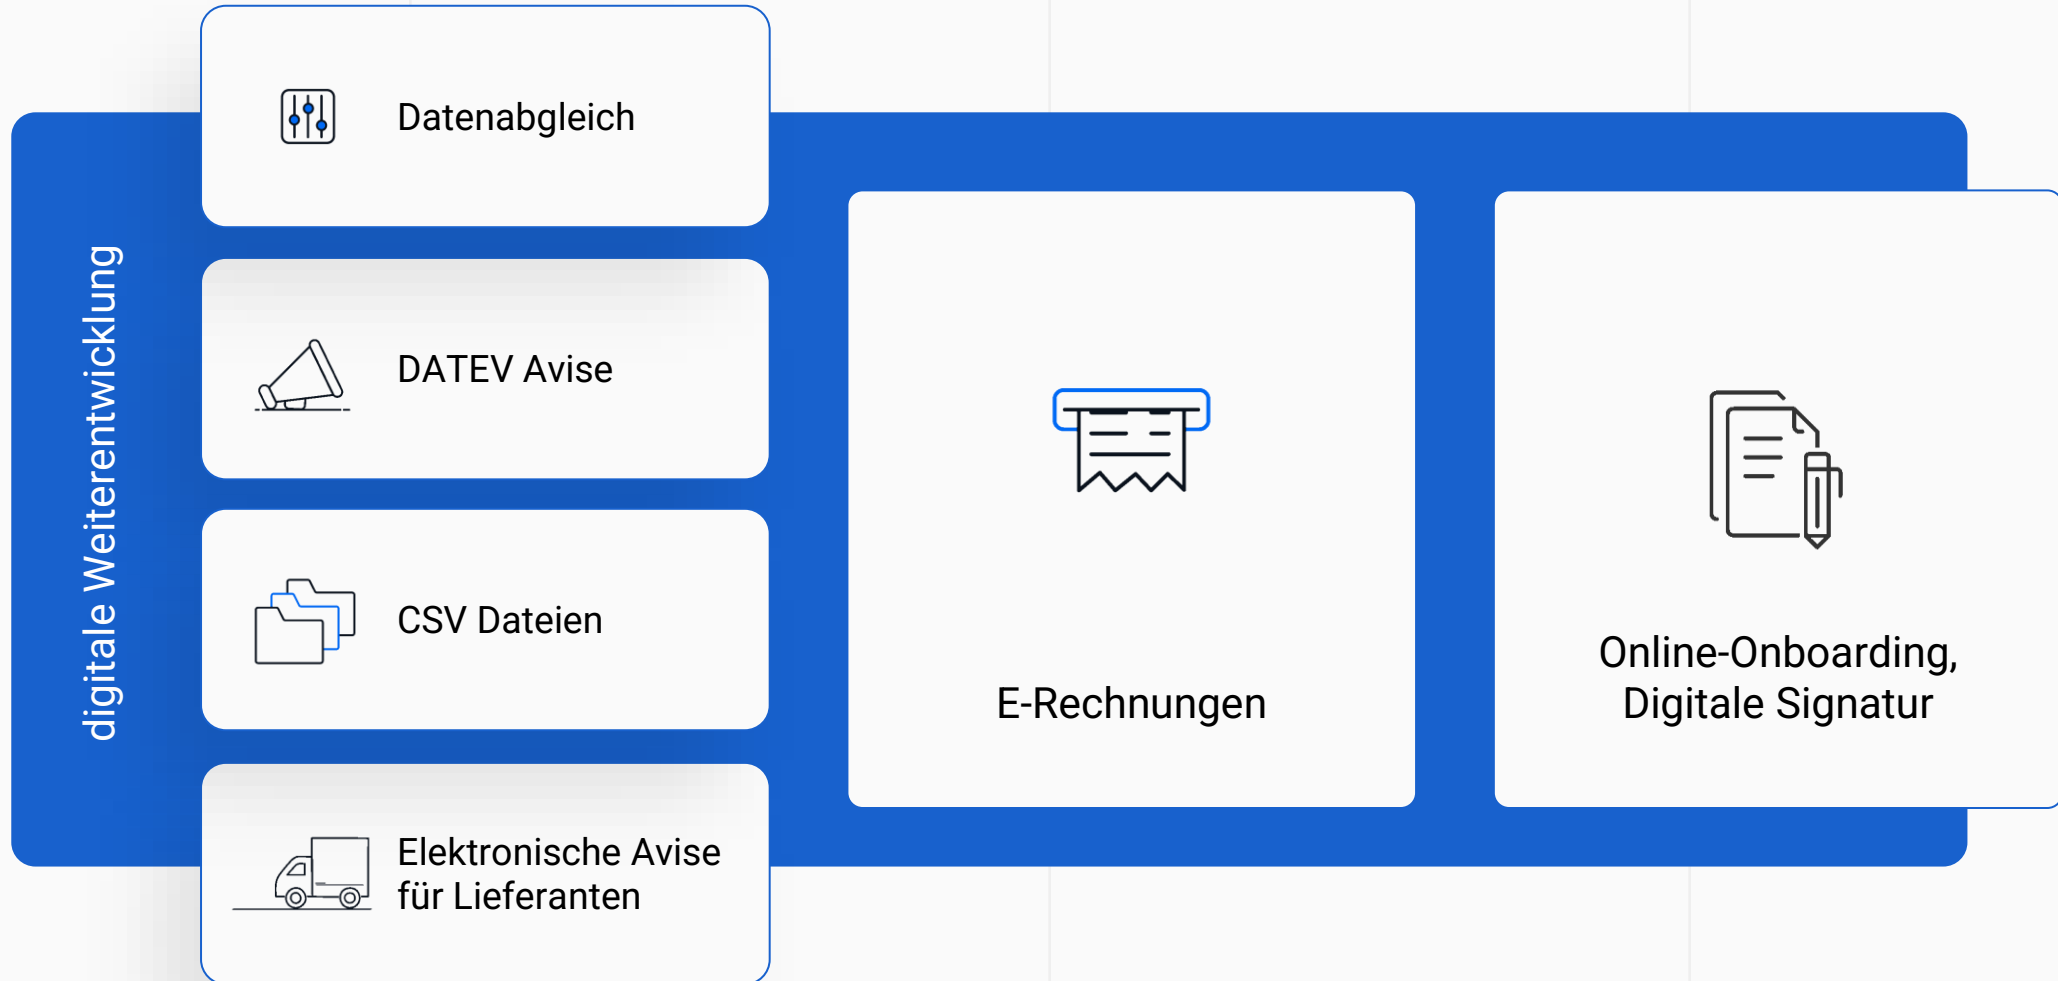 digitale Weiterentwicklung
Datenabgleich
DATEV Avise
CSV Dateien
Elektronische Avise
für Lieferanten
E-Rechnungen
Online-Onboarding,
Digitale Signatur